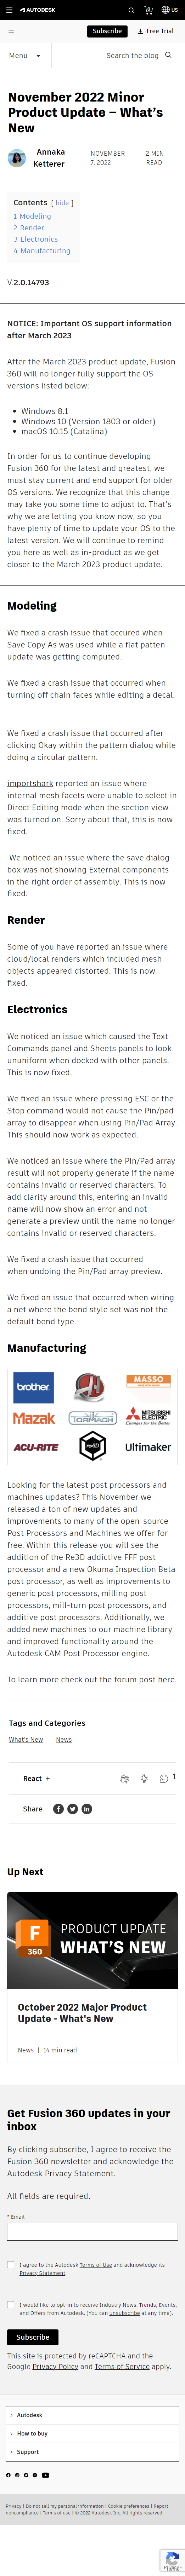 AUTODESK
0
US
Subscribe
Free Trial
Menu
Search the blog
November 2022 Minor
Product Update – What's
New
Annaka
Ketterer
NOVEMBER
7, 2022
2 MIN
READ
Contents [ hide ]
1 Modeling
2 Render
3 Electronics
4 Manufacturing
V.2.0.14793
NOTICE: Important OS support information
after March 2023
After the March 2023 product update, Fusion
360 will no longer fully support the OS
versions listed below:
Windows 8.1
Windows 10 (Version 1803 or older)
macOS 10.15 (Catalina)
In order for us to continue developing
Fusion 360 for the latest and greatest, we
must stay current and end support for older
OS versions. We recognize that this change
may take you some time to adjust to. That's
why we're letting you know now, so you
have plenty of time to update your OS to the
latest version. We will continue to remind
you here as well as in-product as we get
closer to the March 2023 product update.
Modeling
We fixed a crash issue that occured when
Save Copy As was used while a flat patten
update was getting computed.
We fixed a crash issue that occurred when
turning off chain faces while editing a decal.
We fixed a crash issue that occurred after
clicking Okay within the pattern dialog while
doing a circular pattern.
importshark reported an issue where
internal mesh facets were unable to select in
Direct Editing mode when the section view
was turned on. Sorry about that, this is now
fixed.
We noticed an issue when the save dialog
box was not showing External components
in the right order of assembly. This is now
fixed.
Render
Some of you have reported an issue where
cloud/local renders which included mesh
objects appeared distorted. This is now
fixed.
Electronics
We noticed an issue which caused the Text
Commands panel and Sheets panels to look
ununiform when docked with other panels.
This is now fixed.
We fixed an issue where pressing ESC or the
Stop command would not cause the Pin/pad
array to disappear when using Pin/pad Array.
This should now work as expected.
We noticed an issue where the Pin/Pad array
result will not properly generate if the name
contains invalid or reserved characters. To
add clarity around this, entering an invalid
name will now show an error and not
generate a preview until the name no longer
contains invalid or reserved characters.
We fixed a crash issue that occurred
when undoing the Pin/Pad array preview.
We fixed an issue that occurred when wiring
a net where the bend style set was not the
default bend type.
Manufacturing
brother
MASSO
Mazak
TORMACH
MITSUBISHI
ELECTRIC
Changes for the Better
ACU-RITE
Ultimaker
Looking for the latest post processors and
machines updates? This November we
released a ton of new updates and
improvements to many of the open-source
Post Processors and Machines we offer for
free. Within this release you will see the
addition of the Re3D addictive FFF post
processor and a new Okuma Inspection Beta
post processor, as well as improvements to
generic post processors, milling post
processors, mill-turn post processors, and
additive post processors. Additionally, we've
added new machines to our machine library
and improved functionality around the
Autodesk CAM Post Processor engine.
To learn more check out the forum post here.
Tags and Categories
What's New News
React +
1
Share
Up Next
F
360
PRODUCT UPDATE
WHAT'S NEW
October 2022 Major Product
Update - What's New
News | 14 min read
Get Fusion 360 updates in your
inbox
By clicking subscribe, I agree to receive the
Fusion 360 newsletter and acknowledge the
Autodesk Privacy Statement.
All fields are required.
* Email
I agree to the Autodesk Terms of Use and acknowledge its
Privacy Statement.
I would like to opt-in to receive Industry News, Trends, Events,
and Offers from Autodesk. (You can unsubscribe at any time).
Subscribe
This site is protected by reCAPTCHA and the
Google Privacy Policy and Terms of Service apply.
Autodesk
How to buy
Support
Privacy | Do not sell my personal information | Cookie preferences | Report
noncompliance | Terms of use | © 2022 Autodesk Inc. All rights reserved